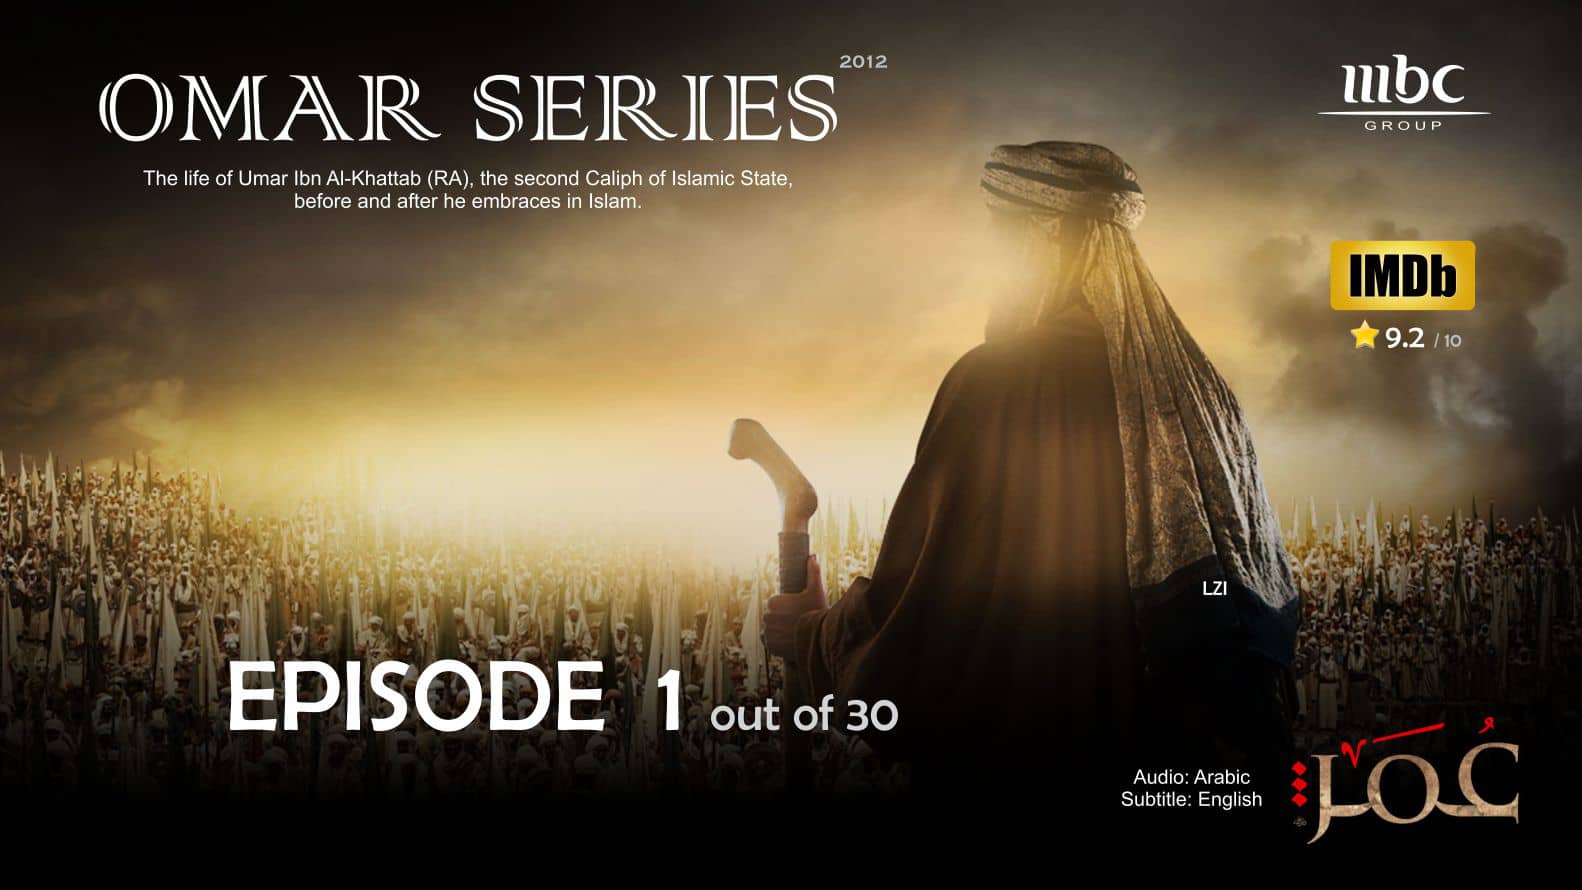 OMAR SERIES 2012
The life of Umar Ibn Al-Khattab (RA), the second Caliph of Islamic State,
before and after he embraces in Islam.
mbc
GROUP
IMDb
9.2 / 10
LZI
EPISODE 1 out of 30
Audio: Arabic
Subtitle: English
عُمَر